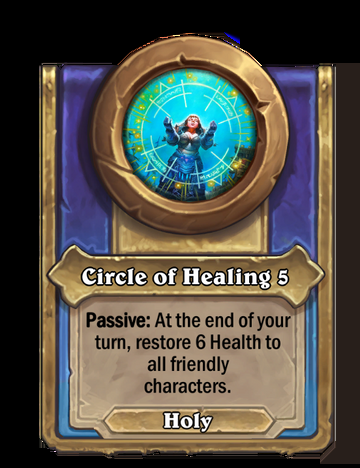 Circle of Healing 5
Passive: At the end of your
turn, restore 6 Health to
all friendly
characters.
Holy